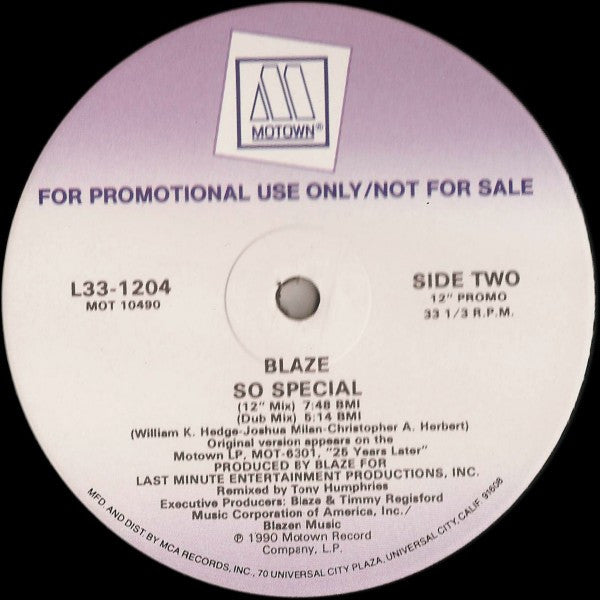 MOTOWN®
FOR PROMOTIONAL USE ONLY/NOT FOR SALE
L33-1204
MOT 10490
SIDE TWO
12" PROMO
33 1/3 R.P.M.
BLAZE
SO SPECIAL
(12" Mix) 7:48 BMI
(Dub Mix) 5:14 BMI
(William K. Hedge-Joshua Milan-Christopher A. Herbert)
Original version appears on the
Motown LP, MOT-6301, "25 Years Later"
PRODUCED BY BLAZE FOR
LAST MINUTE ENTERTAINMENT PRODUCTIONS, INC.
Remixed by Tony Humphries
Executive Producers: Blaze & Timmy Regisford
Music Corporation of America, Inc./
Blazen Music
℗ 1990 Motown Record
Company, L.P.
MFD. AND DIST. BY MCA RECORDS, INC., 70 UNIVERSAL CITY PLAZA, UNIVERSAL CITY, CALIF. 91608